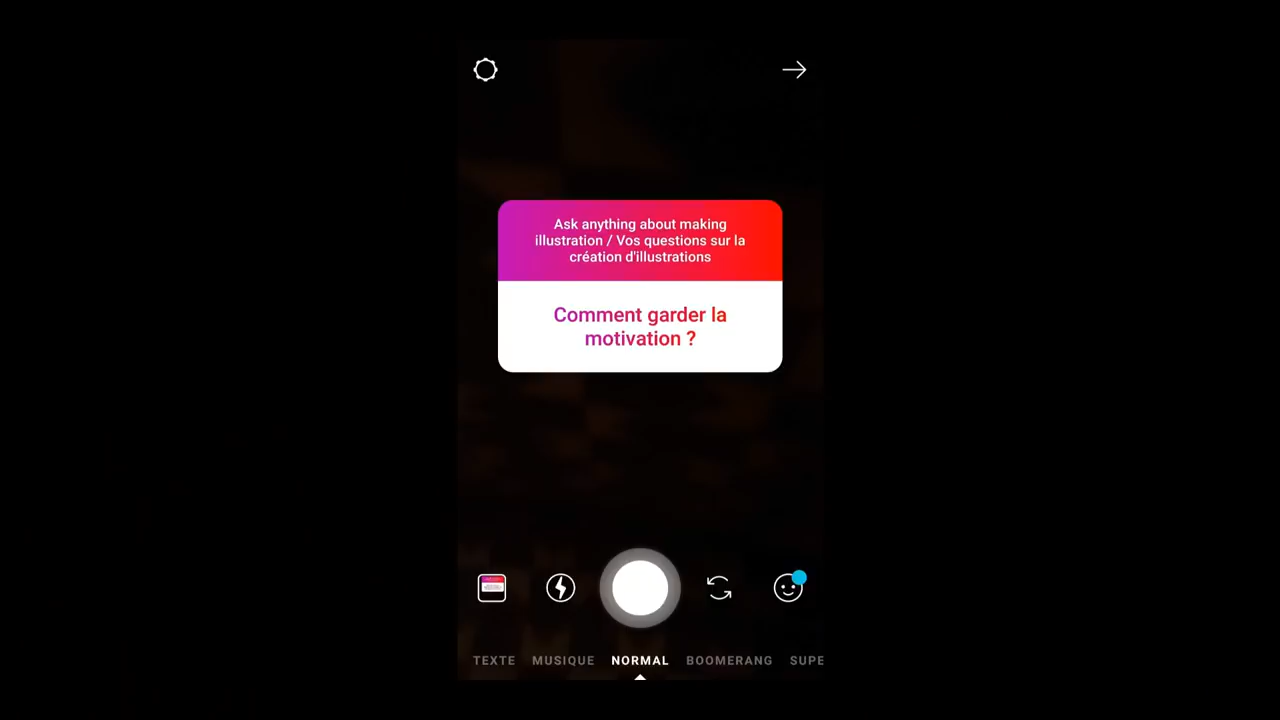 Ask anything about making
illustration / Vos questions sur la
création d'illustrations
Comment garder la
motivation ?
TEXTE MUSIQUE NORMAL BOOMERANG SUPE